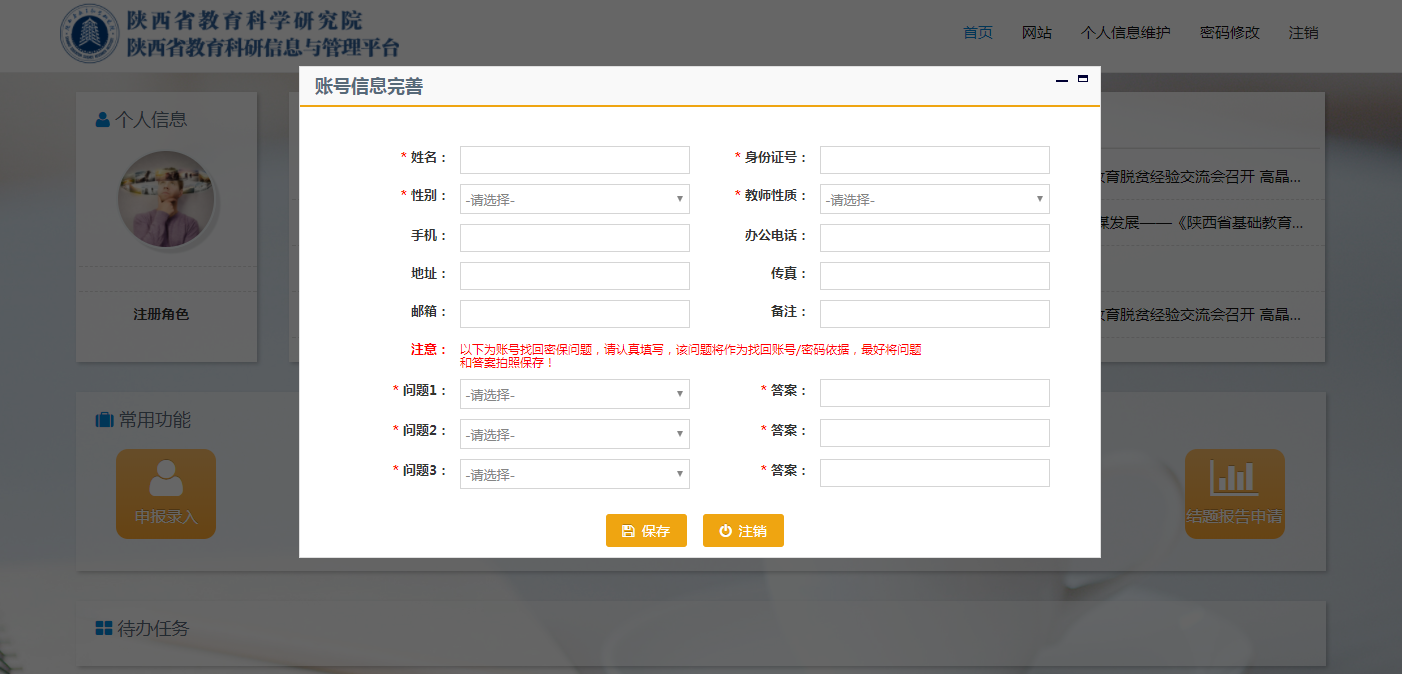 陕西省教育科学研究院
陕西省教育科研信息与管理平台
首页 网站 个人信息维护 密码修改 注销
账号信息完善
个人信息
注册角色
* 姓名： * 身份证号：
* 性别： -请选择- * 教师性质： -请选择-
手机： 办公电话：
地址： 传真：
邮箱： 备注：
注意： 以下为账号找回密保问题，请认真填写，该问题将作为找回账号/密码依据，最好将问题
和答案拍照保存！
* 问题1： -请选择- * 答案：
* 问题2： -请选择- * 答案：
* 问题3： -请选择- * 答案：
保存 注销
育脱贫经验交流会召开 高晶...
谋发展——《陕西省基础教育...
育脱贫经验交流会召开 高晶...
常用功能
申报录入
结题报告申请
待办任务